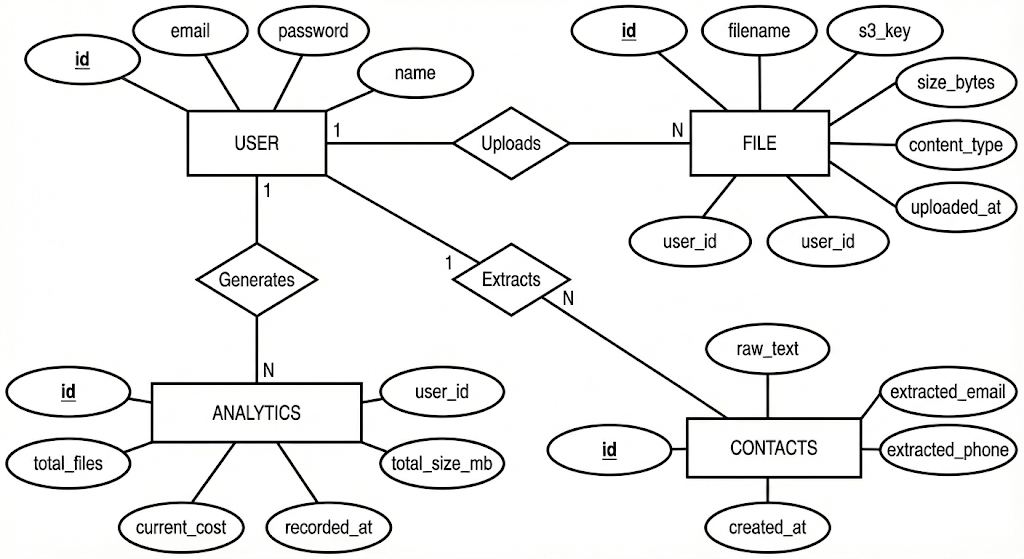 id
email
password
name
USER
1
Uploads
N
FILE
id
filename
s3_key
size_bytes
content_type
uploaded_at
user_id
user_id
1
Generates
N
1
Extracts
N
ANALYTICS
id
user_id
total_files
total_size_mb
current_cost
recorded_at
raw_text
CONTACTS
id
extracted_email
extracted_phone
created_at